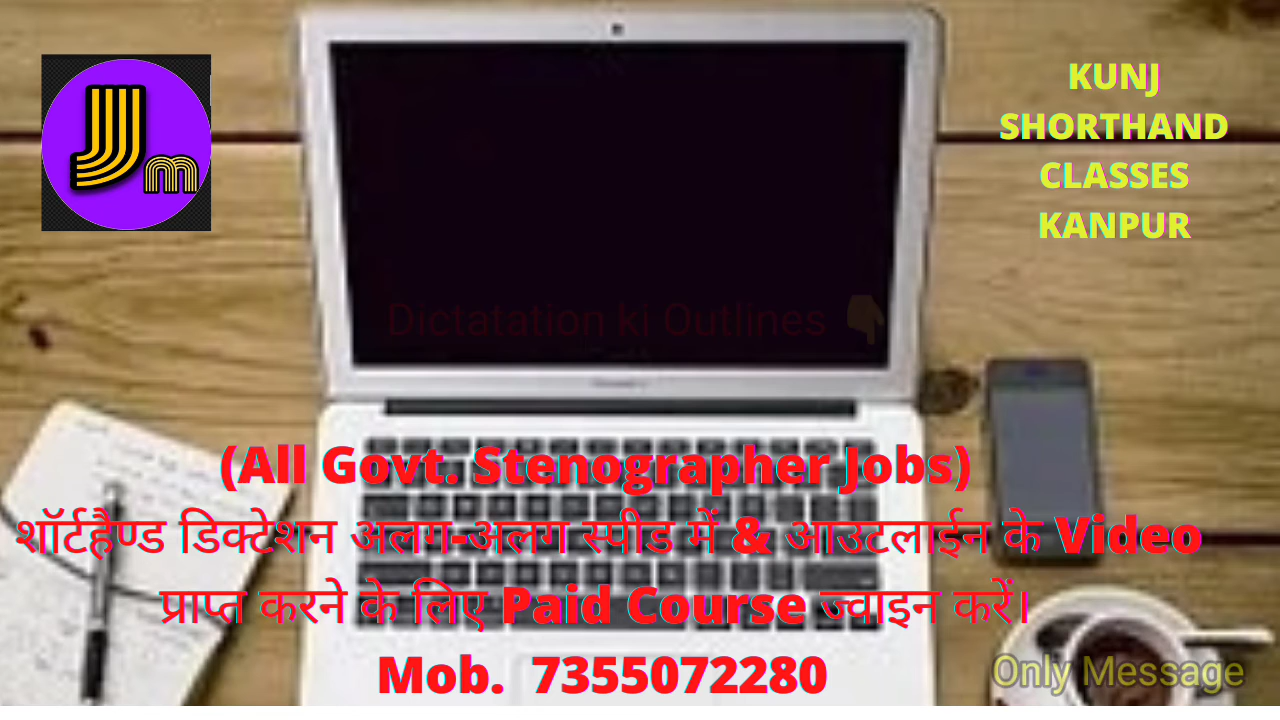 Jm
KUNJ
SHORTHAND
CLASSES
KANPUR
Dictatation ki Outlines 👇
(All Govt. Stenographer Jobs)
शॉर्टहैण्ड डिक्टेशन अलग-अलग स्पीड में & आउटलाईन के Video
प्राप्त करने के लिए Paid Course ज्वाइन करें।
Mob. 7355072280
Only Message